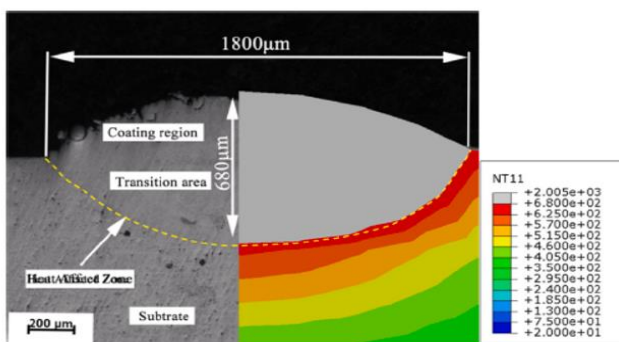 1800μm
Coating region
Transition area
680μm
Zone
Subtrate
200 μm
NT11
+2.005e+03
+6.800e+02
+6.250e+02
+5.700e+02
+5.150e+02
+4.600e+02
+4.050e+02
+3.500e+02
+2.950e+02
+2.400e+02
+1.850e+02
+1.300e+02
+7.500e+01
+2.000e+01